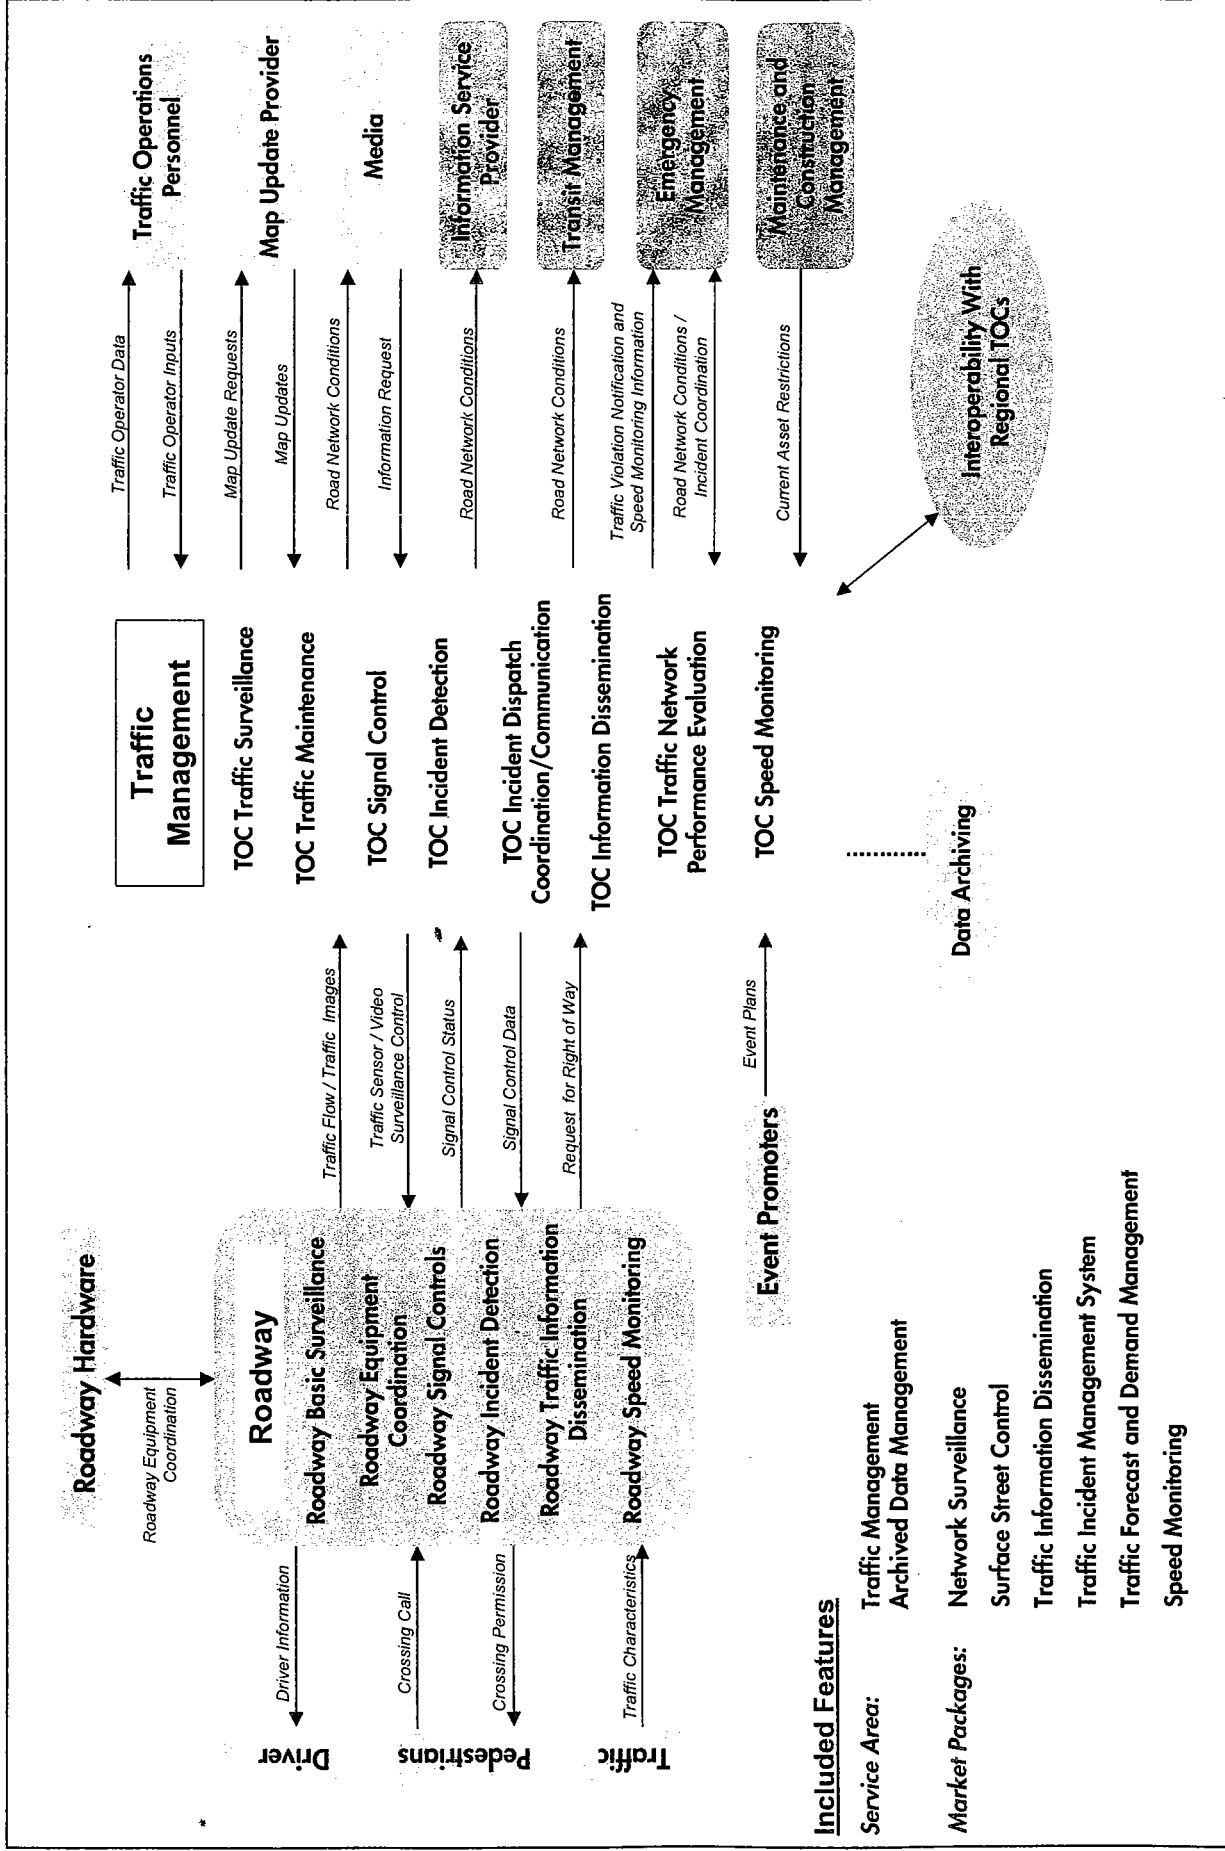 Roadway Hardware
Roadway Equipment
Coordination
Driver
Pedestrians
Traffic
Driver Information
Crossing Call
Crossing Permission
Traffic Characteristics
Roadway
Roadway Basic Surveillance
Roadway Equipment
Coordination
Roadway Signal Controls
Roadway Incident Detection
Roadway Traffic Information
Dissemination
Roadway Speed Monitoring
Traffic Flow / Traffic Images
Traffic Sensor / Video
Surveillance Control
Signal Control Status
Signal Control Data
Request for Right of Way
Event Promoters
Event Plans
Traffic
Management
TOC Traffic Surveillance
TOC Traffic Maintenance
TOC Signal Control
TOC Incident Detection
TOC Incident Dispatch
Coordination/Communication
TOC Information Dissemination
TOC Traffic Network
Performance Evaluation
TOC Speed Monitoring
Data Archiving
Traffic Operator Data
Traffic Operator Inputs
Map Update Requests
Map Updates
Road Network Conditions
Information Request
Road Network Conditions
Road Network Conditions
Traffic Violation Notification and
Speed Monitoring Information
Road Network Conditions /
Incident Coordination
Current Asset Restrictions
Traffic Operations
Personnel
Map Update Provider
Media
Information Service
Provider
Transit Management
Emergency
Management
Maintenance and
Construction
Management
Interoperability With
Regional TOCs
Included Features
Service Area: Traffic Management
Archived Data Management
Market Packages: Network Surveillance
Surface Street Control
Traffic Information Dissemination
Traffic Incident Management System
Traffic Forecast and Demand Management
Speed Monitoring